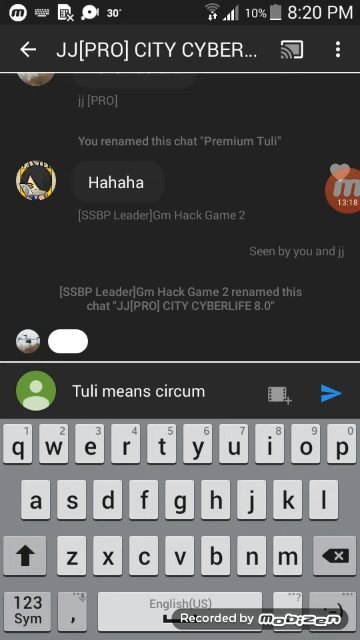 30°
10%
8:20 PM
JJ[PRO] CITY CYBER...
jj [PRO]
You renamed this chat "Premium Tuli"
Hahaha
13:18
[SSBP Leader]Gm Hack Game 2
Seen by you and jj
[SSBP Leader]Gm Hack Game 2 renamed this
chat "JJ[PRO] CITY CYBERLIFE 8.0"
Tuli means circum
1 2 3 4 5 6 7 8 9 0
q w e r t y u i o p
a s d f g h j k l
z x c v b n m
123
Sym
,
English(US)
Recorded by mobizen